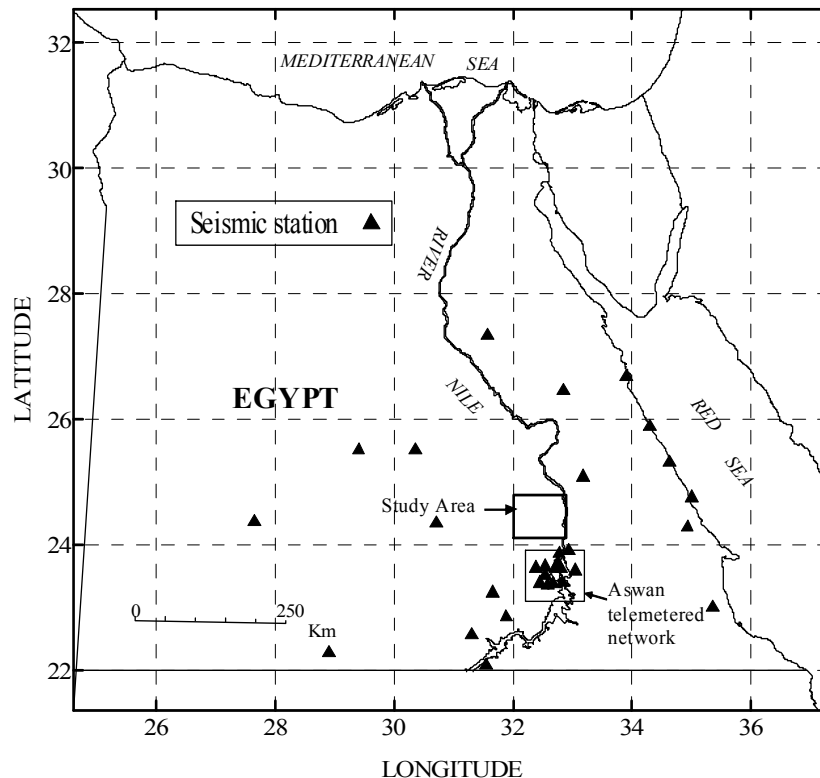 32
30
28
26
24
22
LATITUDE
MEDITERRANEAN SEA
Seismic station
RIVER
NILE
EGYPT
RED
SEA
Study Area
Aswan
telemetered
network
0 250
Km
26 28 30 32 34 36
LONGITUDE